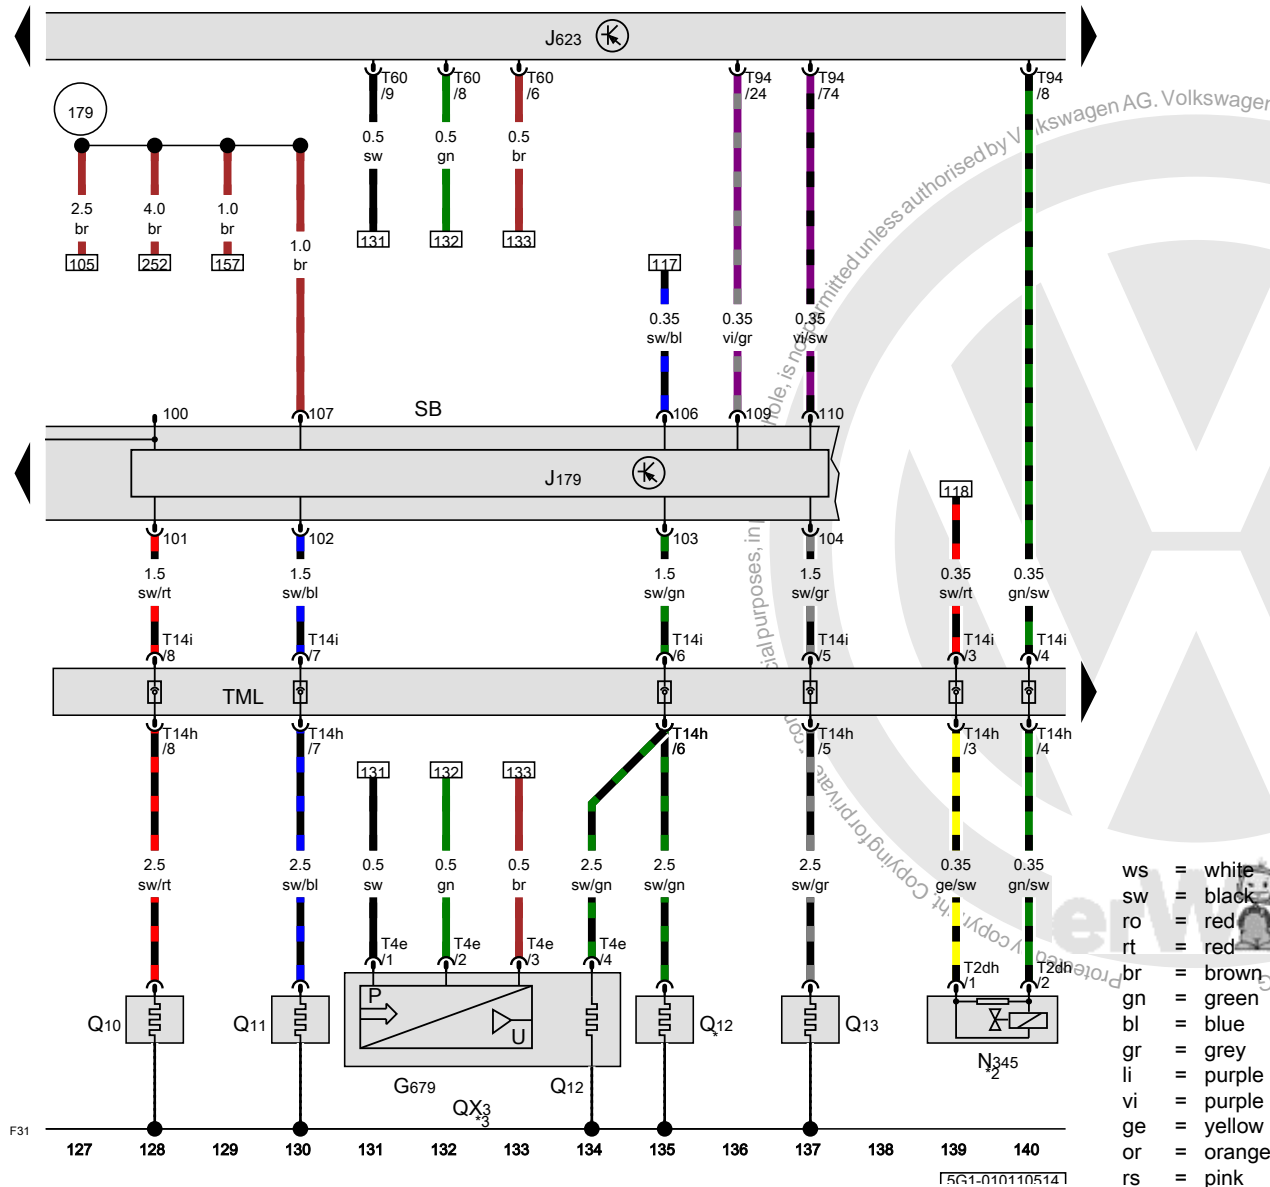 J623
T60 T60 T60 T94 T94 T94
/9 /8 /6 /24 /74 /8
179
0.5 0.5 0.5
sw gn br
2.5 4.0 1.0
br br br
131 132 133
1.0
br
105 252 157
117
0.35 0.35 0.35
sw/bl vi/gr vi/sw
SB
100 107 106 109 110
J179
118
101 102 103 104
1.5 1.5 1.5 1.5 0.35 0.35
sw/rt sw/bl sw/gn sw/gr sw/rt gn/sw
T14i T14i T14i T14i T14i T14i
/8 /7 /6 /5 /3 /4
TML
T14h T14h T14h T14h T14h T14h
/8 /7 /6 /5 /3 /4
131 132 133
2.5 2.5 0.5 0.5 0.5 2.5 2.5 2.5 0.35 0.35
sw/rt sw/bl sw gn br sw/gn sw/gn sw/gr ge/sw gn/sw
T4e T4e T4e T4e T2dh T2dh
/1 /2 /3 /4 /1 /2
P
U
Q10 Q11 Q12 Q13
*
N345
*2
G679 Q12
QX3
*3
F31
127 128 129 130 131 132 133 134 135 136 137 138 139 140
5G1-010110514
ws = white
sw = black
ro = red
rt = red
br = brown
gn = green
bl = blue
gr = grey
li = purple
vi = purple
ge = yellow
or = orange
rs = pink